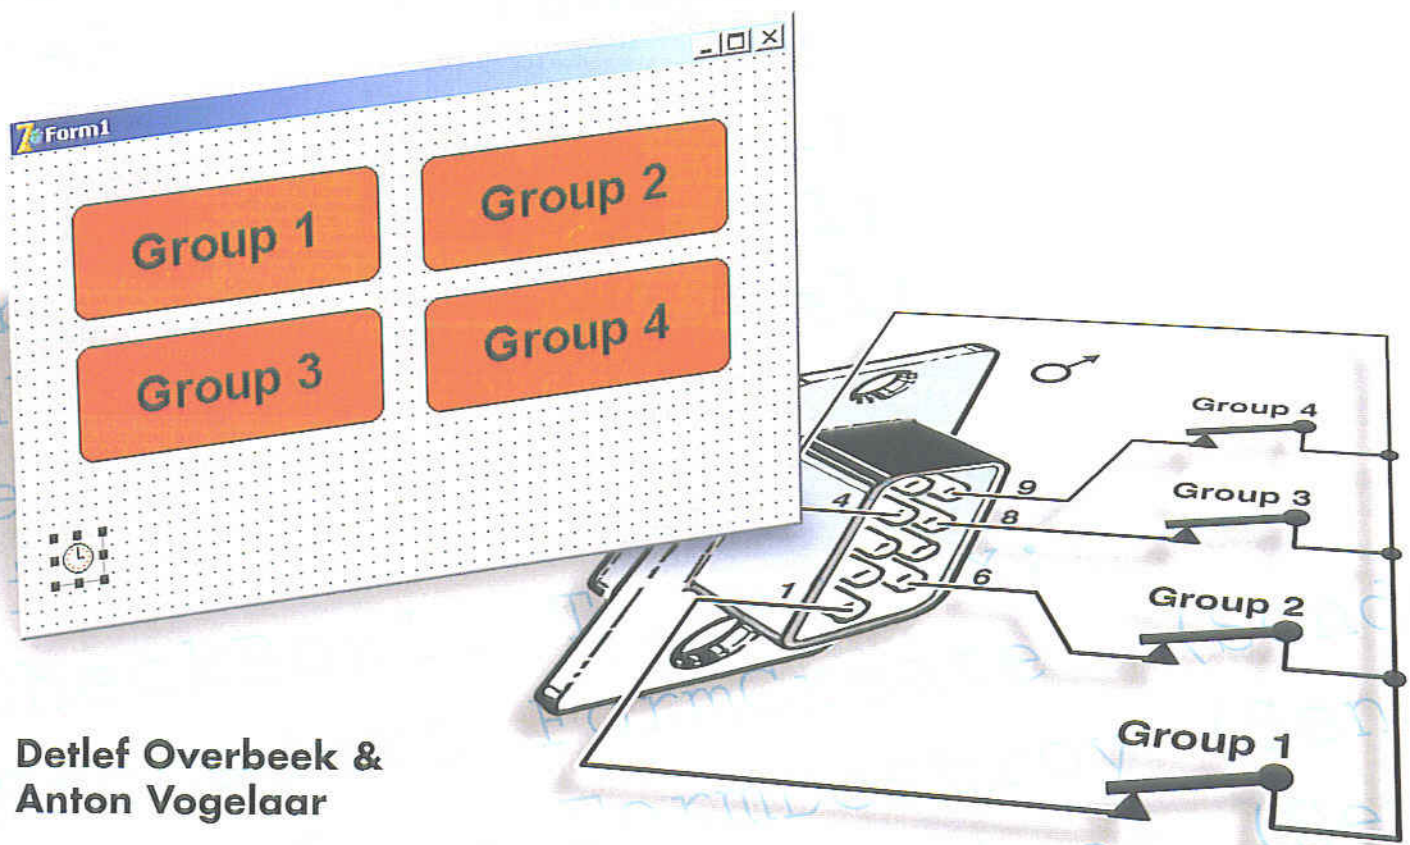 Form1
Group 1
Group 2
Group 3
Group 4
Group 4
9
4
Group 3
8
6
1
Group 2
Group 1
Detlef Overbeek &
Anton Vogelaar